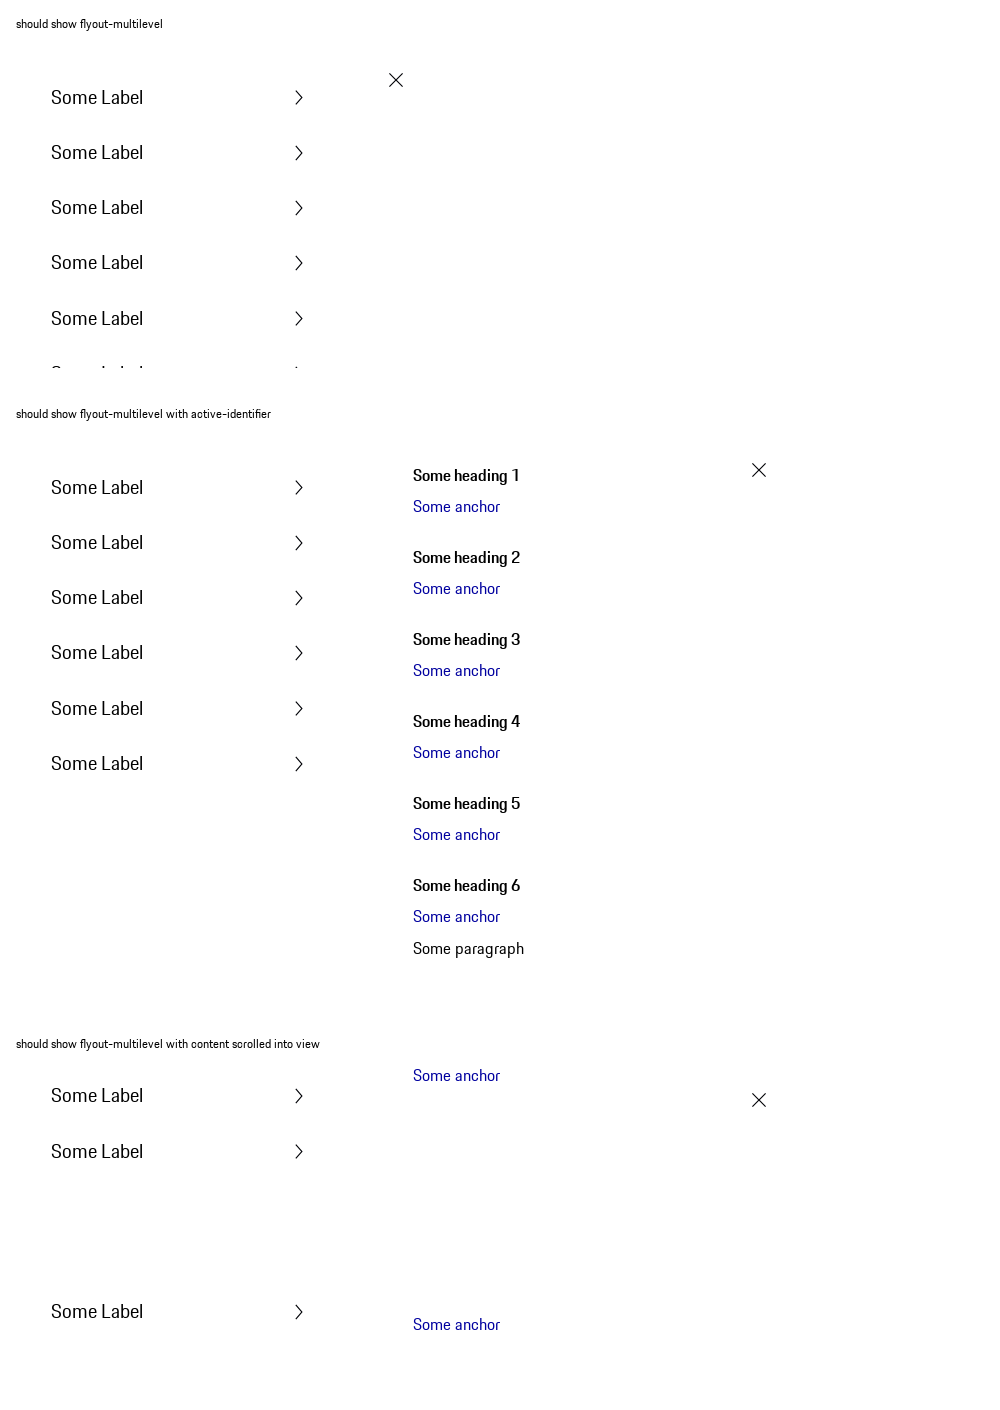 should show flyout-multilevel
Some Label
Some Label
Some Label
Some Label
Some Label
should show flyout-multilevel with active-identifier
Some Label
Some Label
Some Label
Some Label
Some Label
Some Label
Some heading 1
Some anchor
Some heading 2
Some anchor
Some heading 3
Some anchor
Some heading 4
Some anchor
Some heading 5
Some anchor
Some heading 6
Some anchor
Some paragraph
should show flyout-multilevel with content scrolled into view
Some Label
Some Label
Some Label
Some anchor
Some anchor